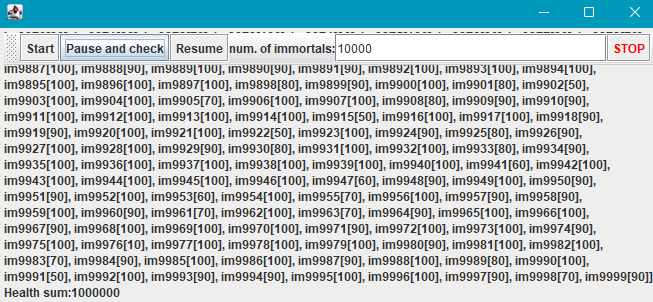 Start Pause and check Resume num. of immortals: 10000 STOP
im9887[100], im9888[90], im9889[100], im9890[90], im9891[90], im9892[100], im9893[100], im9894[100],
im9895[100], im9896[100], im9897[100], im9898[80], im9899[90], im9900[100], im9901[80], im9902[50],
im9903[100], im9904[100], im9905[70], im9906[100], im9907[100], im9908[80], im9909[90], im9910[90],
im9911[100], im9912[100], im9913[100], im9914[100], im9915[50], im9916[100], im9917[100], im9918[90],
im9919[90], im9920[100], im9921[100], im9922[50], im9923[100], im9924[90], im9925[80], im9926[90],
im9927[100], im9928[100], im9929[90], im9930[80], im9931[100], im9932[100], im9933[80], im9934[90],
im9935[100], im9936[100], im9937[100], im9938[100], im9939[100], im9940[100], im9941[60], im9942[100],
im9943[100], im9944[100], im9945[100], im9946[100], im9947[60], im9948[90], im9949[100], im9950[90],
im9951[90], im9952[100], im9953[60], im9954[100], im9955[70], im9956[100], im9957[90], im9958[90],
im9959[100], im9960[90], im9961[70], im9962[100], im9963[70], im9964[90], im9965[100], im9966[100],
im9967[90], im9968[100], im9969[100], im9970[100], im9971[90], im9972[100], im9973[100], im9974[90],
im9975[100], im9976[10], im9977[100], im9978[100], im9979[100], im9980[90], im9981[100], im9982[100],
im9983[70], im9984[90], im9985[100], im9986[100], im9987[90], im9988[100], im9989[80], im9990[100],
im9991[50], im9992[100], im9993[90], im9994[90], im9995[100], im9996[100], im9997[90], im9998[70], im9999[90]]
Health sum:1000000